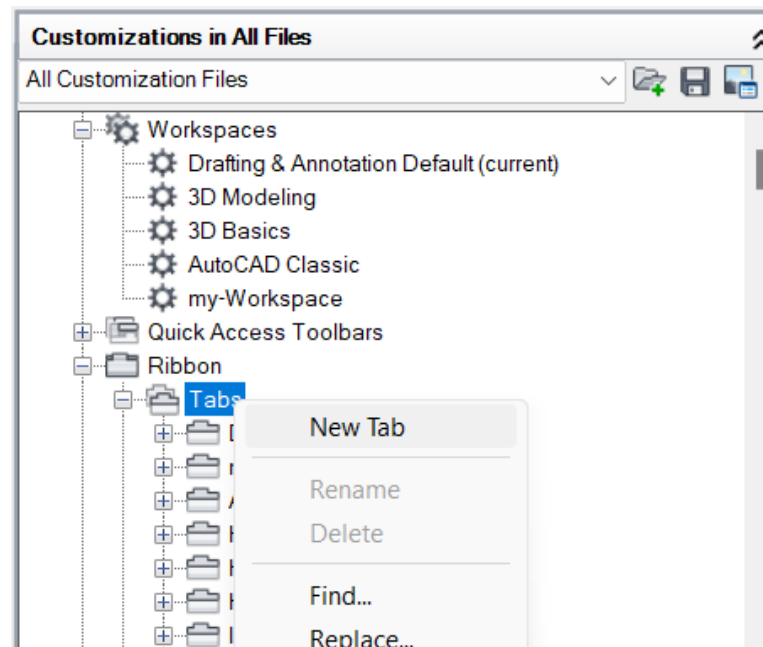 Customizations in All Files
All Customization Files
Workspaces
Drafting & Annotation Default (current)
3D Modeling
3D Basics
AutoCAD Classic
my-Workspace
Quick Access Toolbars
Ribbon
Tabs
New Tab
Rename
Delete
Find...
Replace...